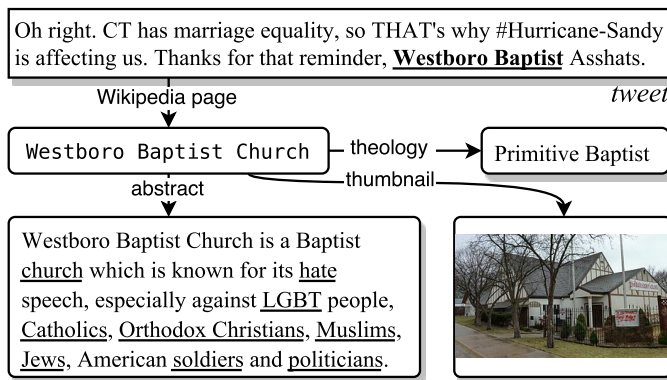 Oh right. CT has marriage equality, so THAT's why #Hurricane-Sandy
is affecting us. Thanks for that reminder, Westboro Baptist Asshats.
Wikipedia page
tweet
Westboro Baptist Church
theology
Primitive Baptist
abstract
thumbnail
Westboro Baptist Church is a Baptist
church which is known for its hate
speech, especially against LGBT people,
Catholics, Orthodox Christians, Muslims,
Jews, American soldiers and politicians.